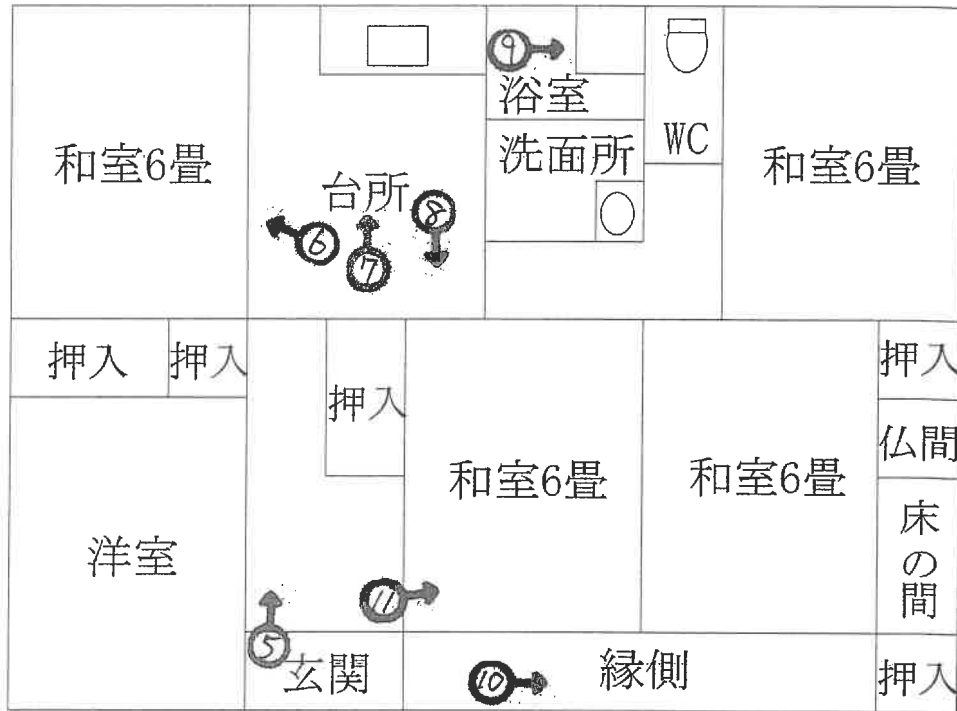 ⑨
浴室
和室6畳
台所
洗面所
WC
和室6畳
⑥
⑦
⑧
押入
押入
押入
和室6畳
和室6畳
押入
仏間
床の間
洋室
⑪
⑤
玄関
⑩
縁側
押入